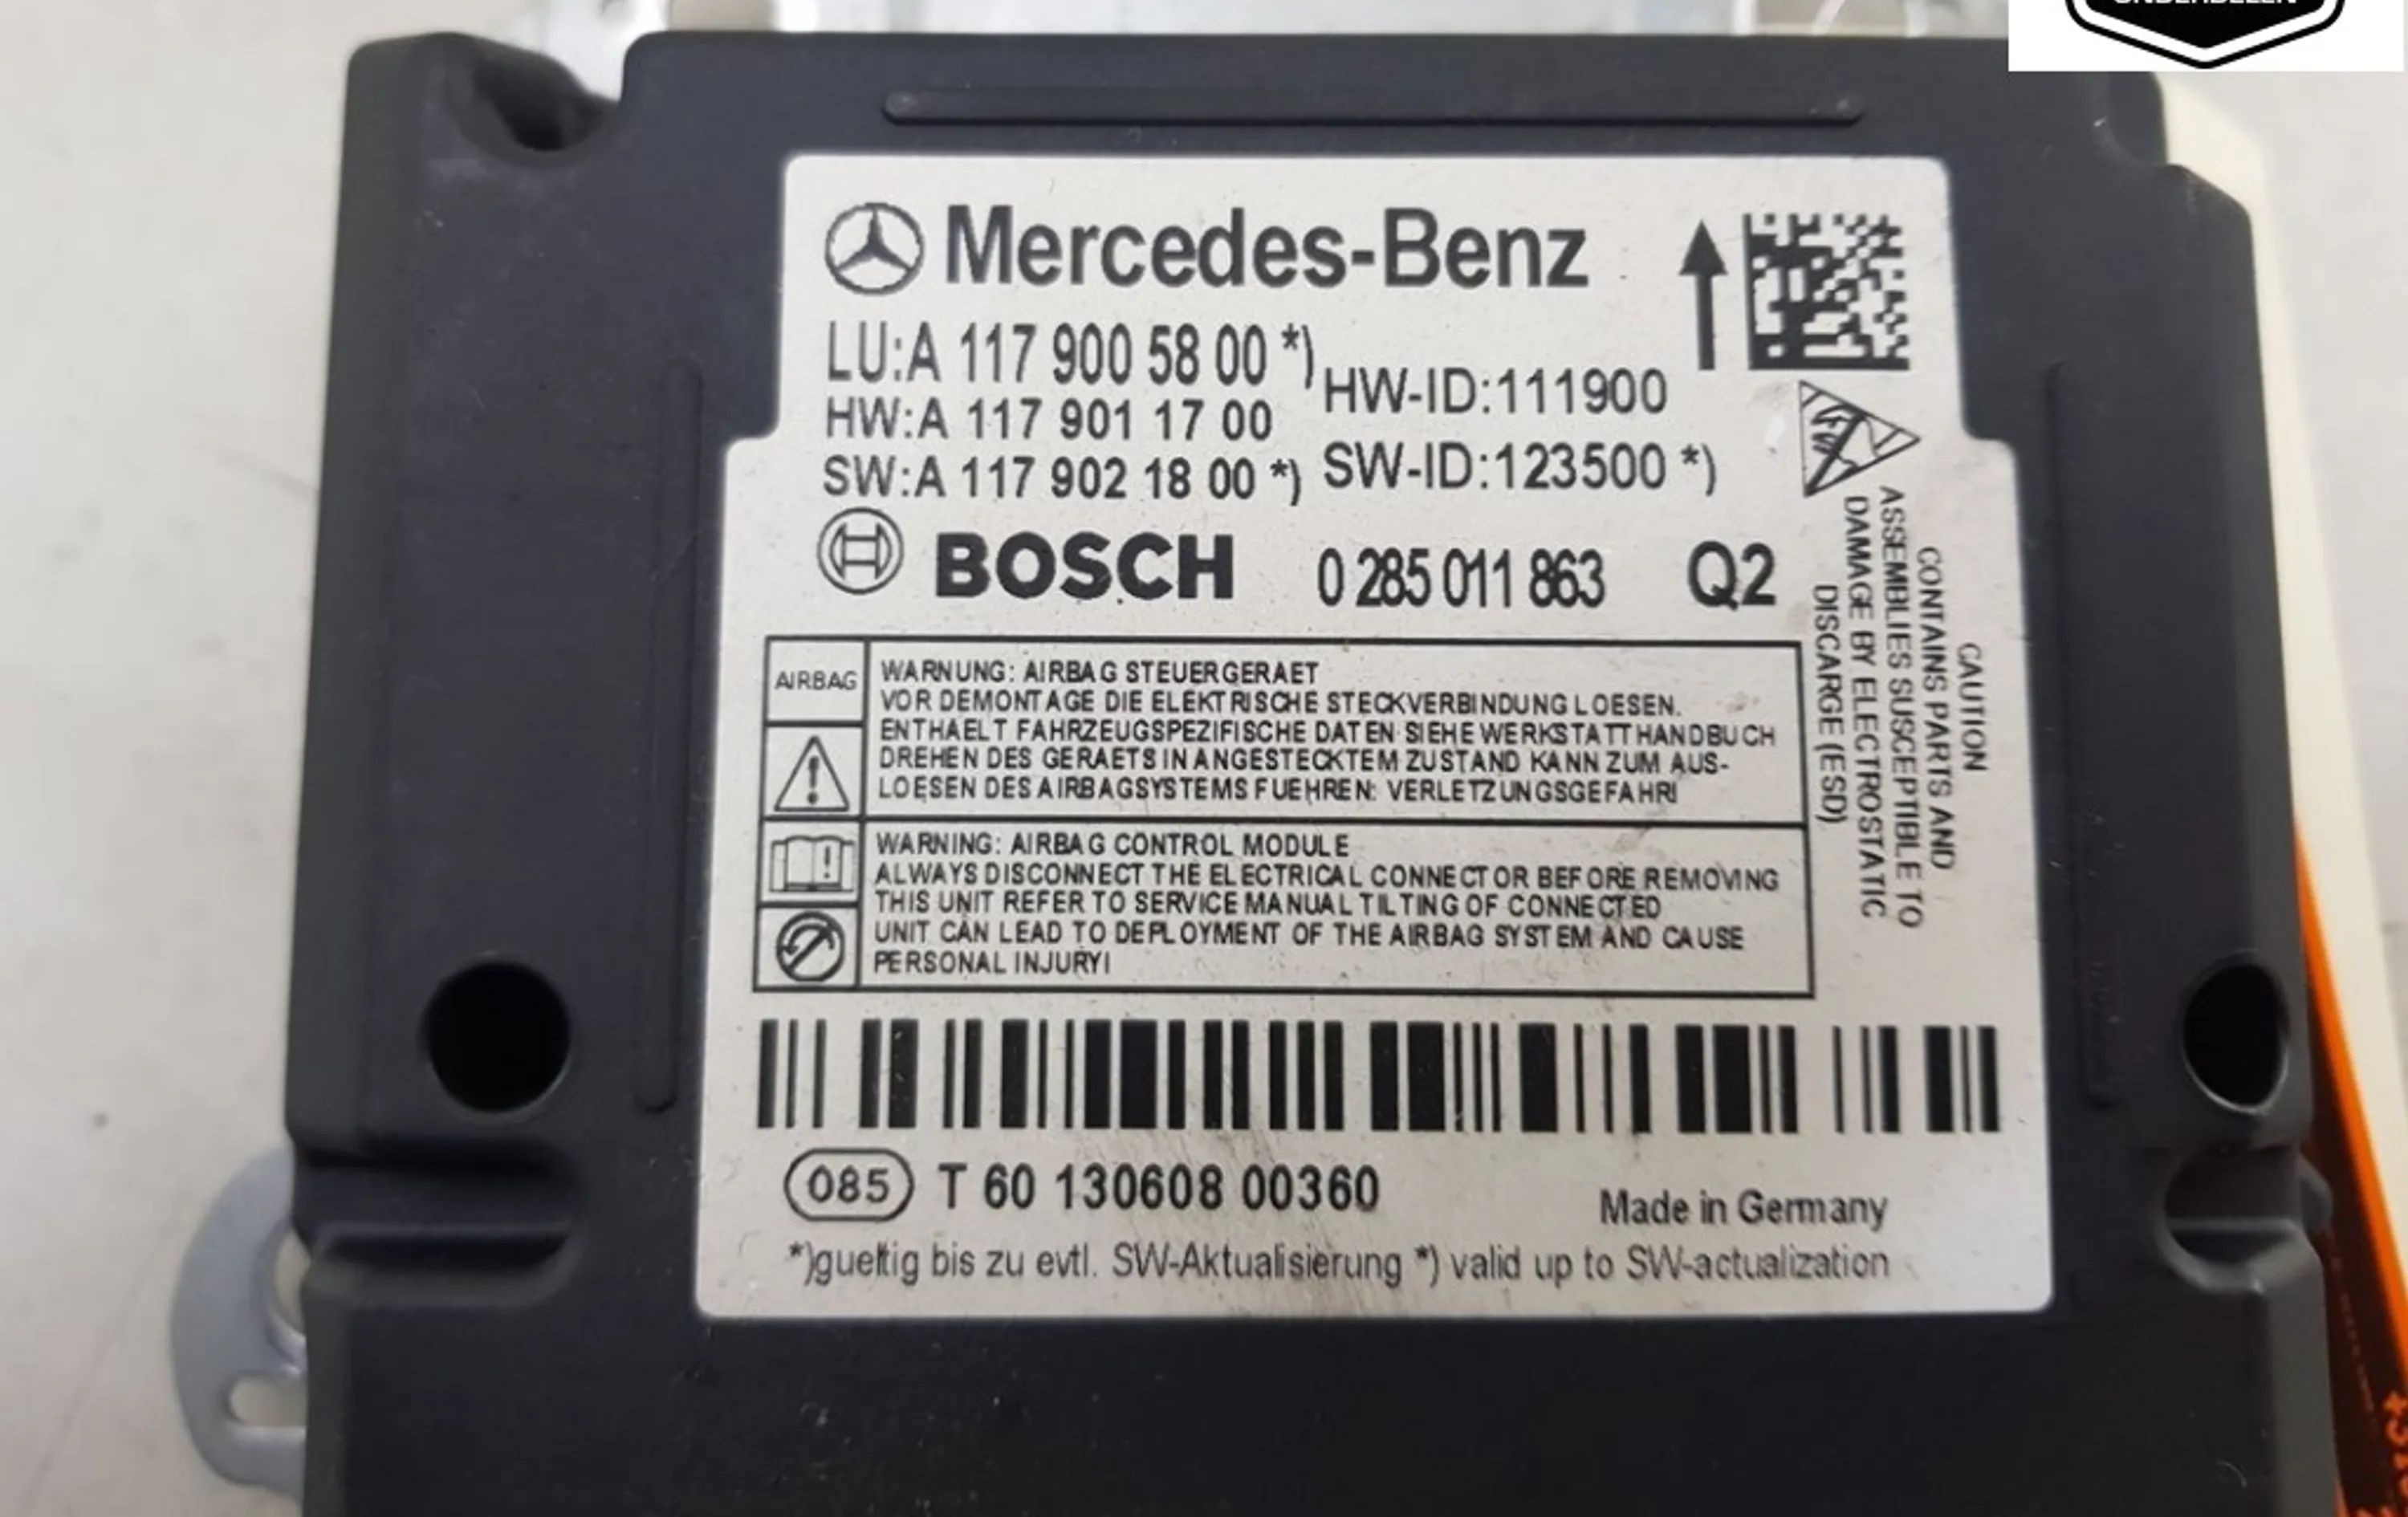 ONDERDELEN
Mercedes-Benz
LU:A 117 900 58 00 *)
HW-ID:111900
HW:A 117 901 17 00
SW:A 117 902 18 00 *)
SW-ID:123500 *)
BOSCH 0 285 011 863 Q2
AIRBAG
WARNUNG: AIRBAG STEUERGERAET
VOR DEMONTAGE DIE ELEKTRISCHE STECKVERBINDUNG LOESEN.
ENTHAELT FAHRZEUGSPEZIFISCHE DATEN SIEHE WERKSTATTHANDBUCH
DREHEN DES GERAETS IN ANGESTECKTEM ZUSTAND KANN ZUM AUS-
LOESEN DES AIRBAGSYSTEMS FUEHREN: VERLETZUNGSGEFAHR!
WARNING: AIRBAG CONTROL MODULE
ALWAYS DISCONNECT THE ELECTRICAL CONNECTOR BEFORE REMOVING
THIS UNIT REFER TO SERVICE MANUAL TILTING OF CONNECTED
UNIT CAN LEAD TO DEPLOYMENT OF THE AIRBAG SYSTEM AND CAUSE
PERSONAL INJURY!
CAUTION
CONTAINS PARTS AND
ASSEMBLIES SUSCEPTIBLE TO
DAMAGE BY ELECTROSTATIC
DISCARGE (ESD)
085 T 60 130608 00360
Made in Germany
*)gueltig bis zu evtl. SW-Aktualisierung *) valid up to SW-actualization